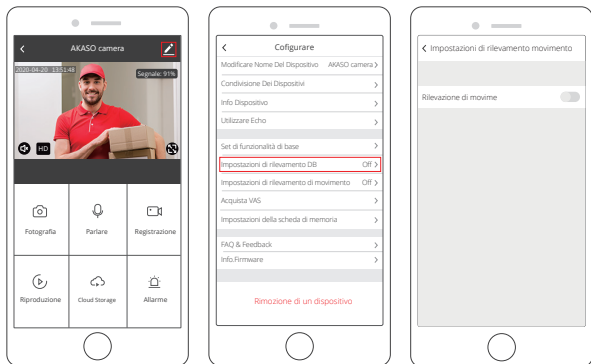 AKASO camera
2020-04-20 13:51:48
Segnale: 91%
HD
Fotografia
Parlare
Registrazione
Riproduzione
Cloud Storage
Allarme
Cofigurare
Modificare Nome Del Dispositivo AKASO camera
Condivisione Dei Dispositivi
Info Dispositivo
Utilizzare Echo
Set di funzionalità di base
Impostazioni di rilevamento DB Off
Impostazioni di rilevamento di movimento Off
Acquista VAS
Impostazioni della scheda di memoria
FAQ & Feedback
Info.Firmware
Rimozione di un dispositivo
Impostazioni di rilevamento movimento
Rilevazione di movime